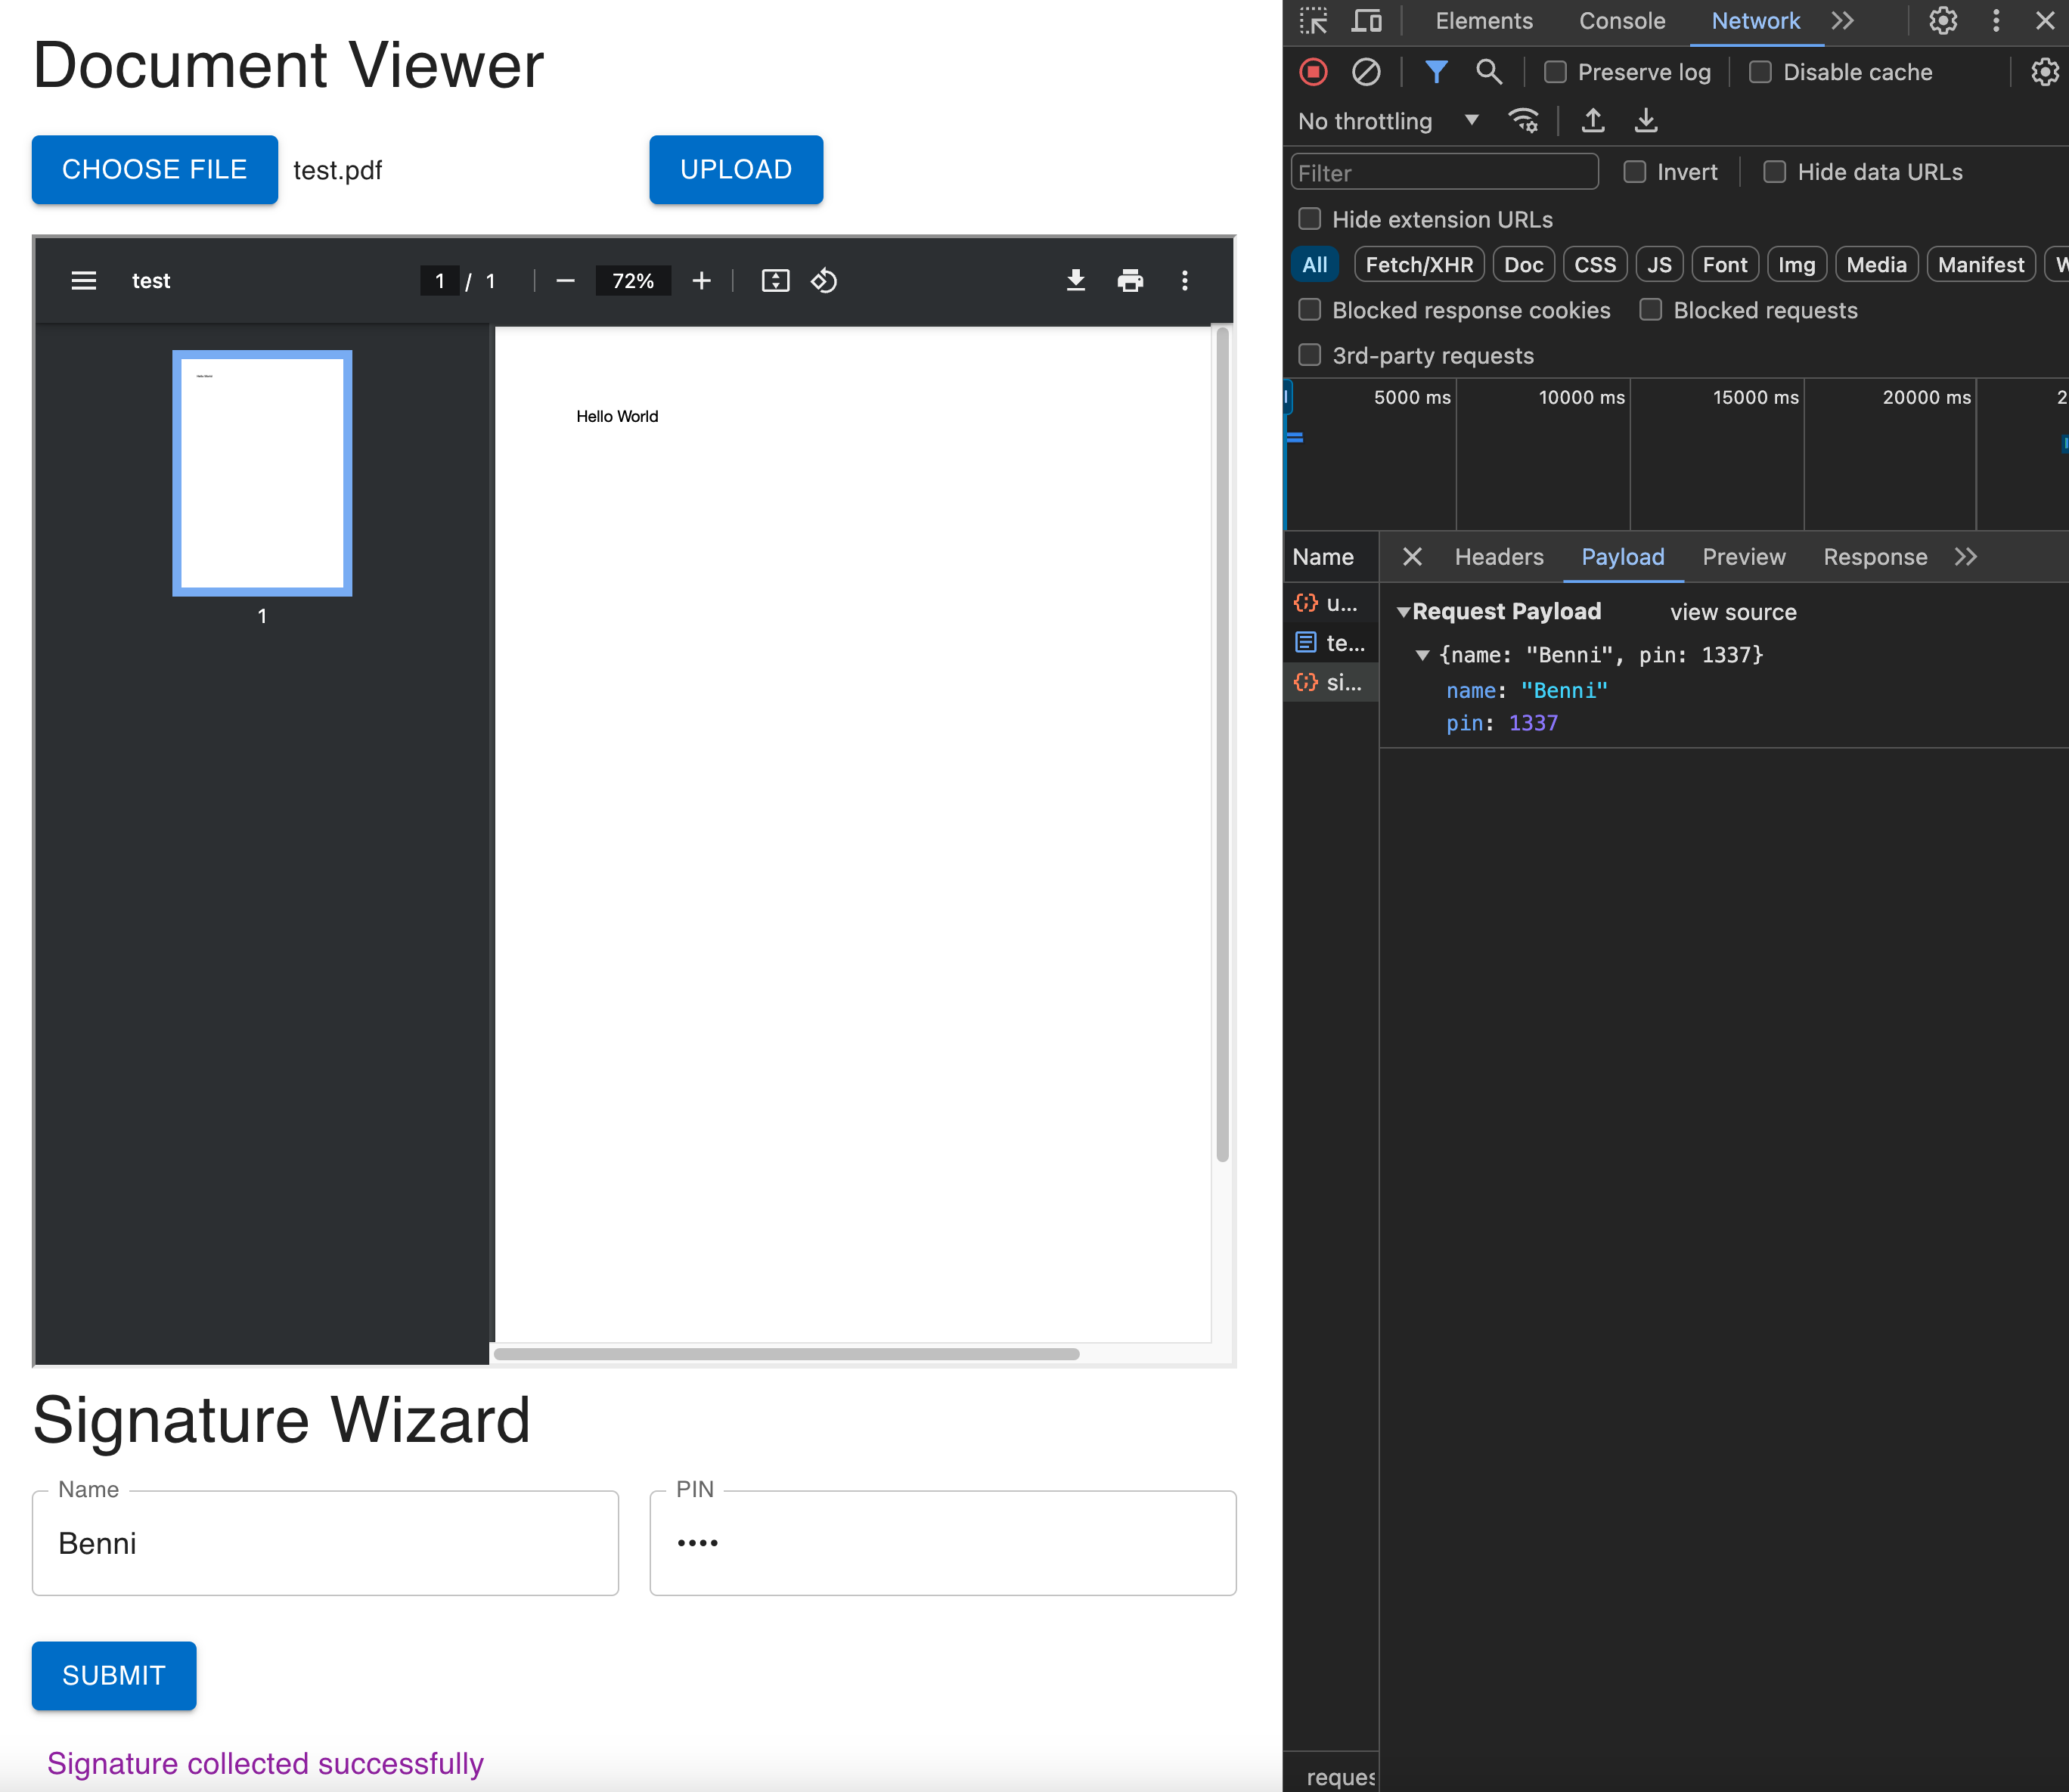 Document Viewer
CHOOSE FILE test.pdf UPLOAD
test 1 / 1 72%
Hello World
1
Hello World
Signature Wizard
Name
Benni
PIN
••••
SUBMIT
Signature collected successfully
Elements Console Network
Preserve log Disable cache
No throttling
Filter Invert Hide data URLs
Hide extension URLs
All Fetch/XHR Doc CSS JS Font Img Media Manifest W
Blocked response cookies Blocked requests
3rd-party requests
5000 ms 10000 ms 15000 ms 20000 ms 2
Name Headers Payload Preview Response
u...
te...
si...
Request Payload view source
{name: "Benni", pin: 1337}
name: "Benni"
pin: 1337
reques